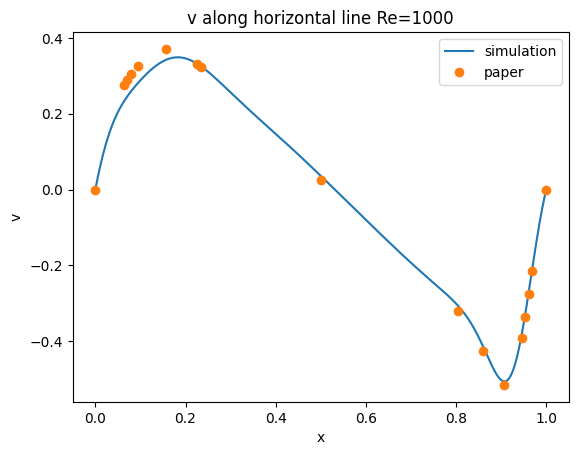 v along horizontal line Re=1000
simulation
paper
0.4
0.2
0.0
−0.2
−0.4
v
0.0 0.2 0.4 0.6 0.8 1.0
x